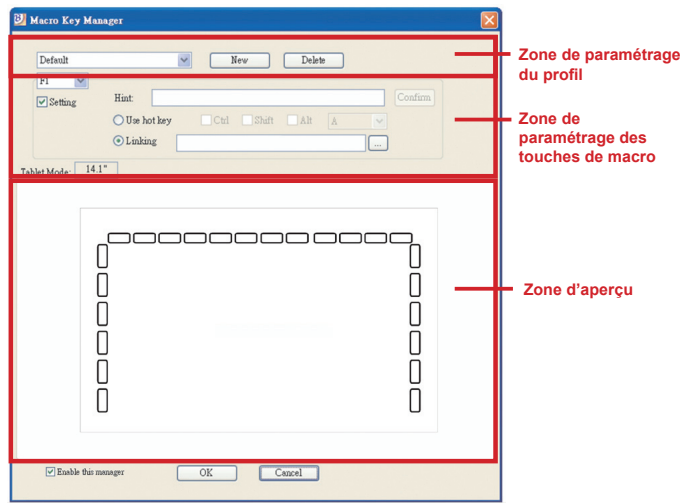 Macro Key Manager
Default
New
Delete
Zone de paramétrage
du profil
F1
Setting
Hint:
Confirm
Use hot key
Ctrl
Shift
Alt
A
Linking
...
Zone de
paramétrage des
touches de macro
Tablet Mode: 14.1"
Zone d'aperçu
Enable this manager
OK
Cancel